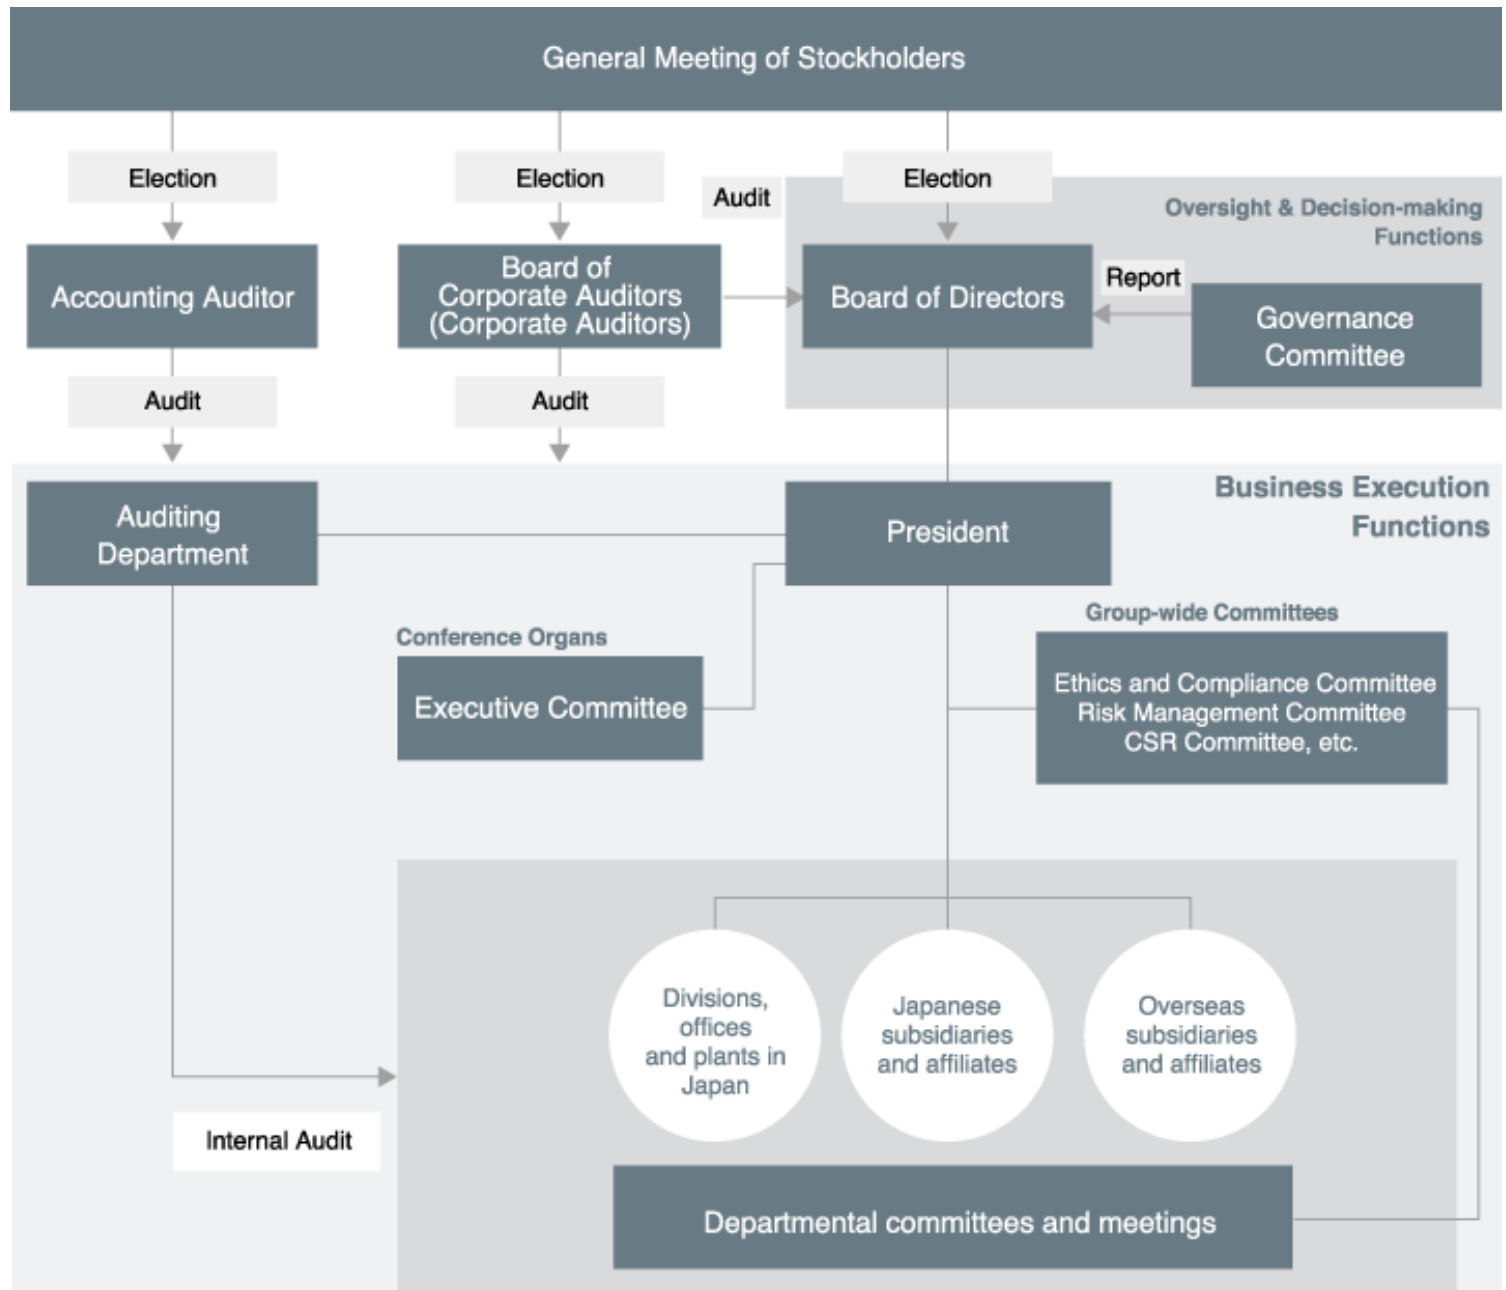 General Meeting of Stockholders
Election
Election
Election
Audit
Oversight & Decision-making
Functions
Accounting Auditor
Board of
Corporate Auditors
(Corporate Auditors)
Board of Directors
Report
Governance
Committee
Audit
Audit
Business Execution
Functions
Auditing
Department
President
Group-wide Committees
Conference Organs
Executive Committee
Ethics and Compliance Committee
Risk Management Committee
CSR Committee, etc.
Divisions,
offices
and plants in
Japan
Japanese
subsidiaries
and affiliates
Overseas
subsidiaries
and affiliates
Internal Audit
Departmental committees and meetings